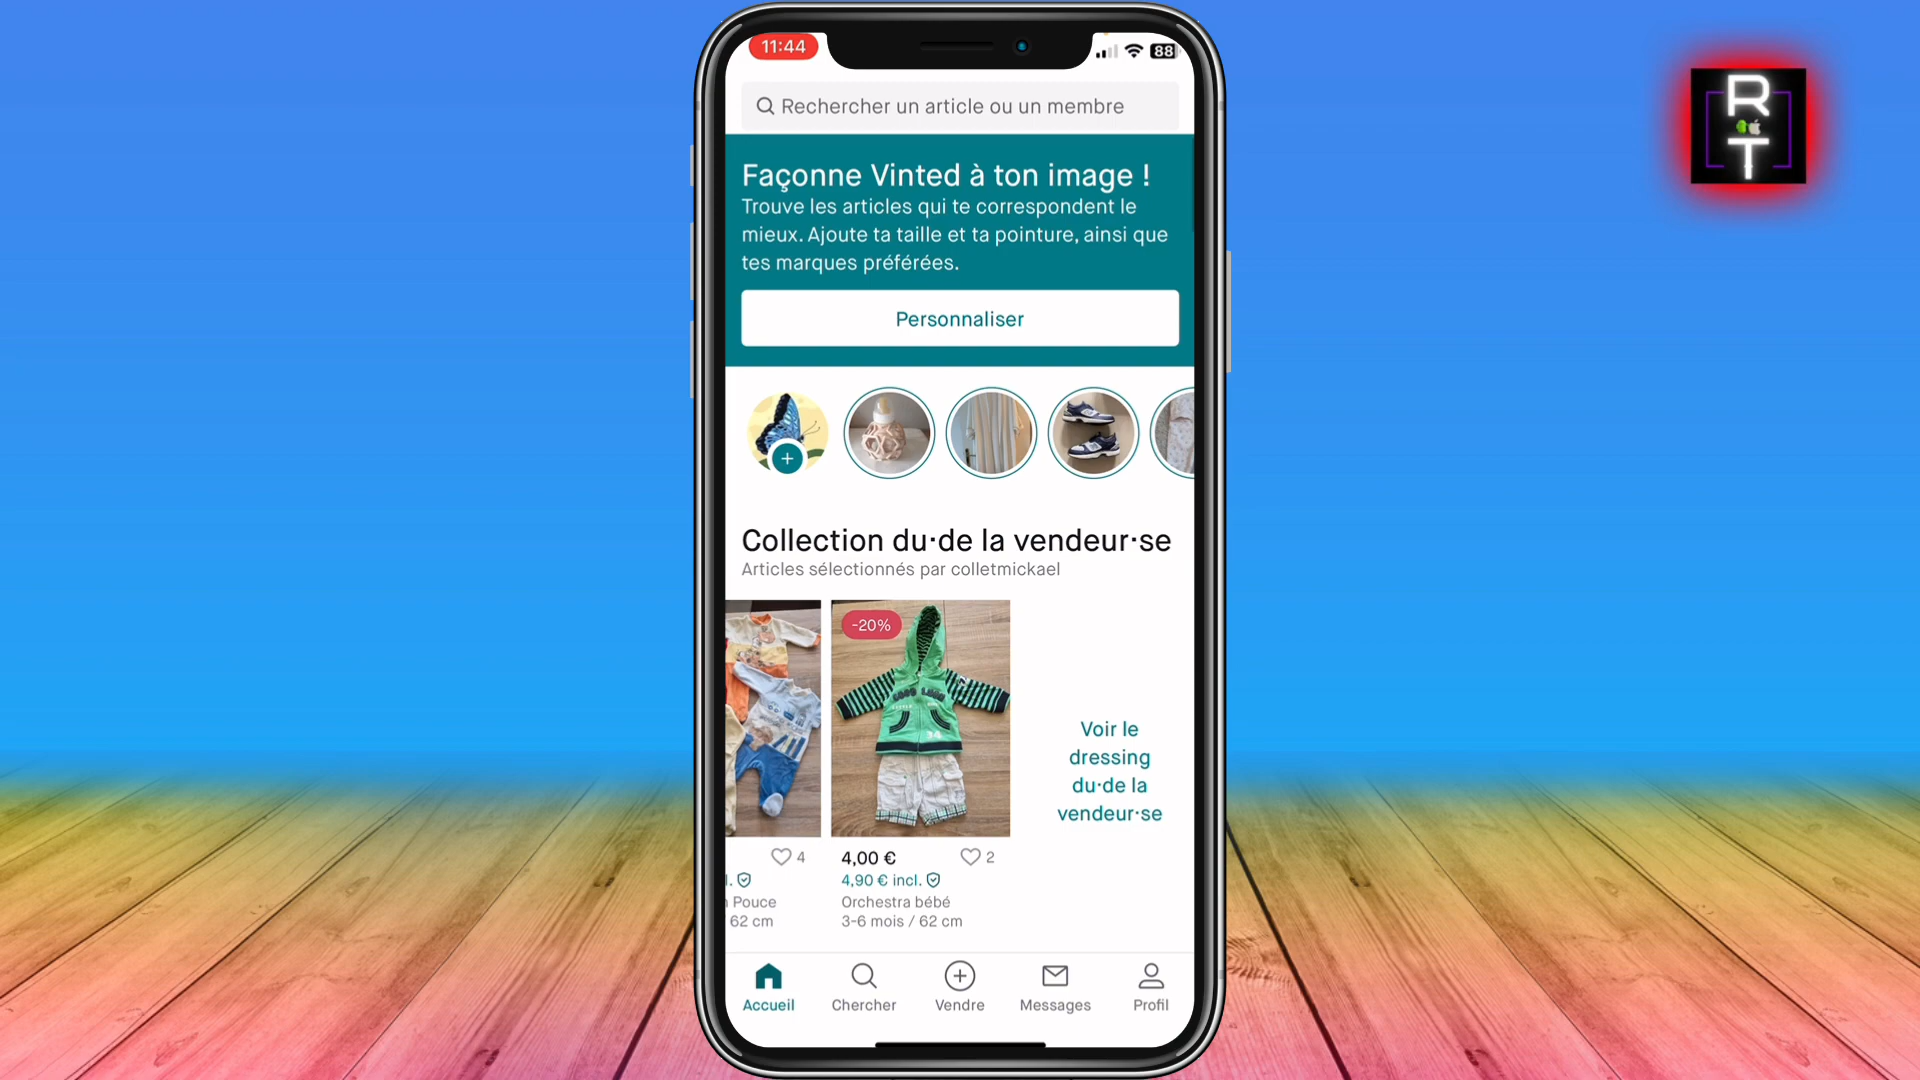 11:44
88
R
T
Rechercher un article ou un membre
Façonne Vinted à ton image !
Trouve les articles qui te correspondent le
mieux. Ajoute ta taille et ta pointure, ainsi que
tes marques préférées.
Personnaliser
Collection du·de la vendeur·se
Articles sélectionnés par colletmickael
-20%
Voir le
dressing
du·de la
vendeur·se
4
4,00 €
2
4,90 € incl.
Pouce
Orchestra bébé
62 cm
3-6 mois / 62 cm
Accueil
Chercher
Vendre
Messages
Profil